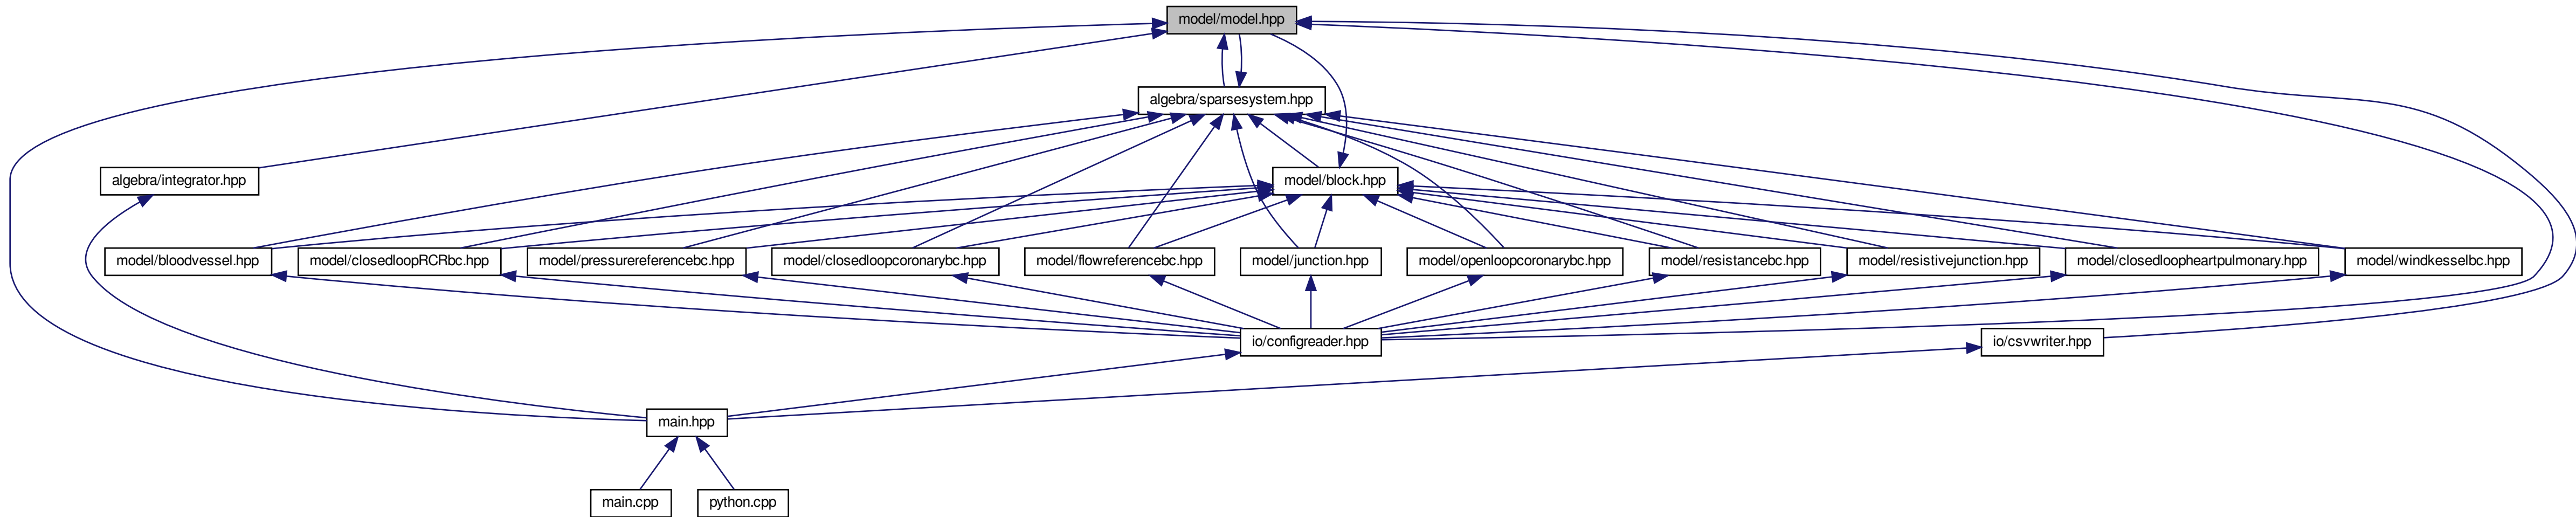 model/model.hpp
algebra/sparsesystem.hpp
algebra/integrator.hpp
model/block.hpp
model/bloodvessel.hpp
model/closedloopRCRbc.hpp
model/pressurereferencebc.hpp
model/closedloopcoronarybc.hpp
model/flowreferencebc.hpp
model/junction.hpp
model/openloopcoronarybc.hpp
model/resistancebc.hpp
model/resistivejunction.hpp
model/closedloopheartpulmonary.hpp
model/windkesselbc.hpp
io/configreader.hpp
io/csvwriter.hpp
main.hpp
main.cpp
python.cpp